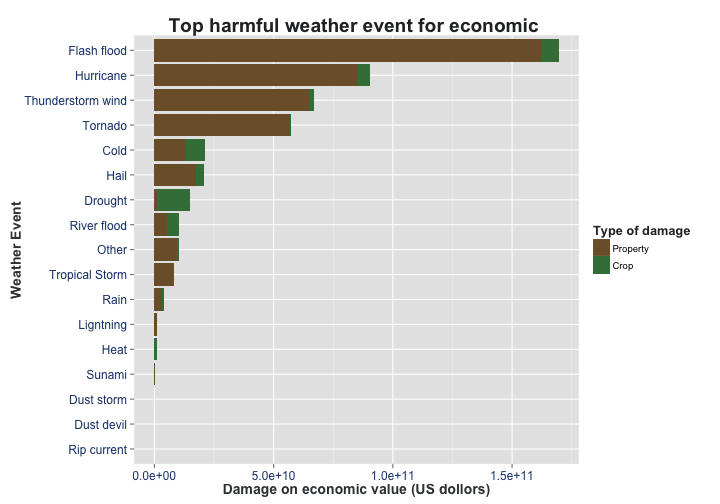 Top harmful weather event for economic
Weather Event
Flash flood
Hurricane
Thunderstorm wind
Tornado
Cold
Hail
Drought
River flood
Other
Tropical Storm
Rain
Ligntning
Heat
Sunami
Dust storm
Dust devil
Rip current
0.0e+00 5.0e+10 1.0e+11 1.5e+11
Damage on economic value (US dollors)
Type of damage
Property
Crop